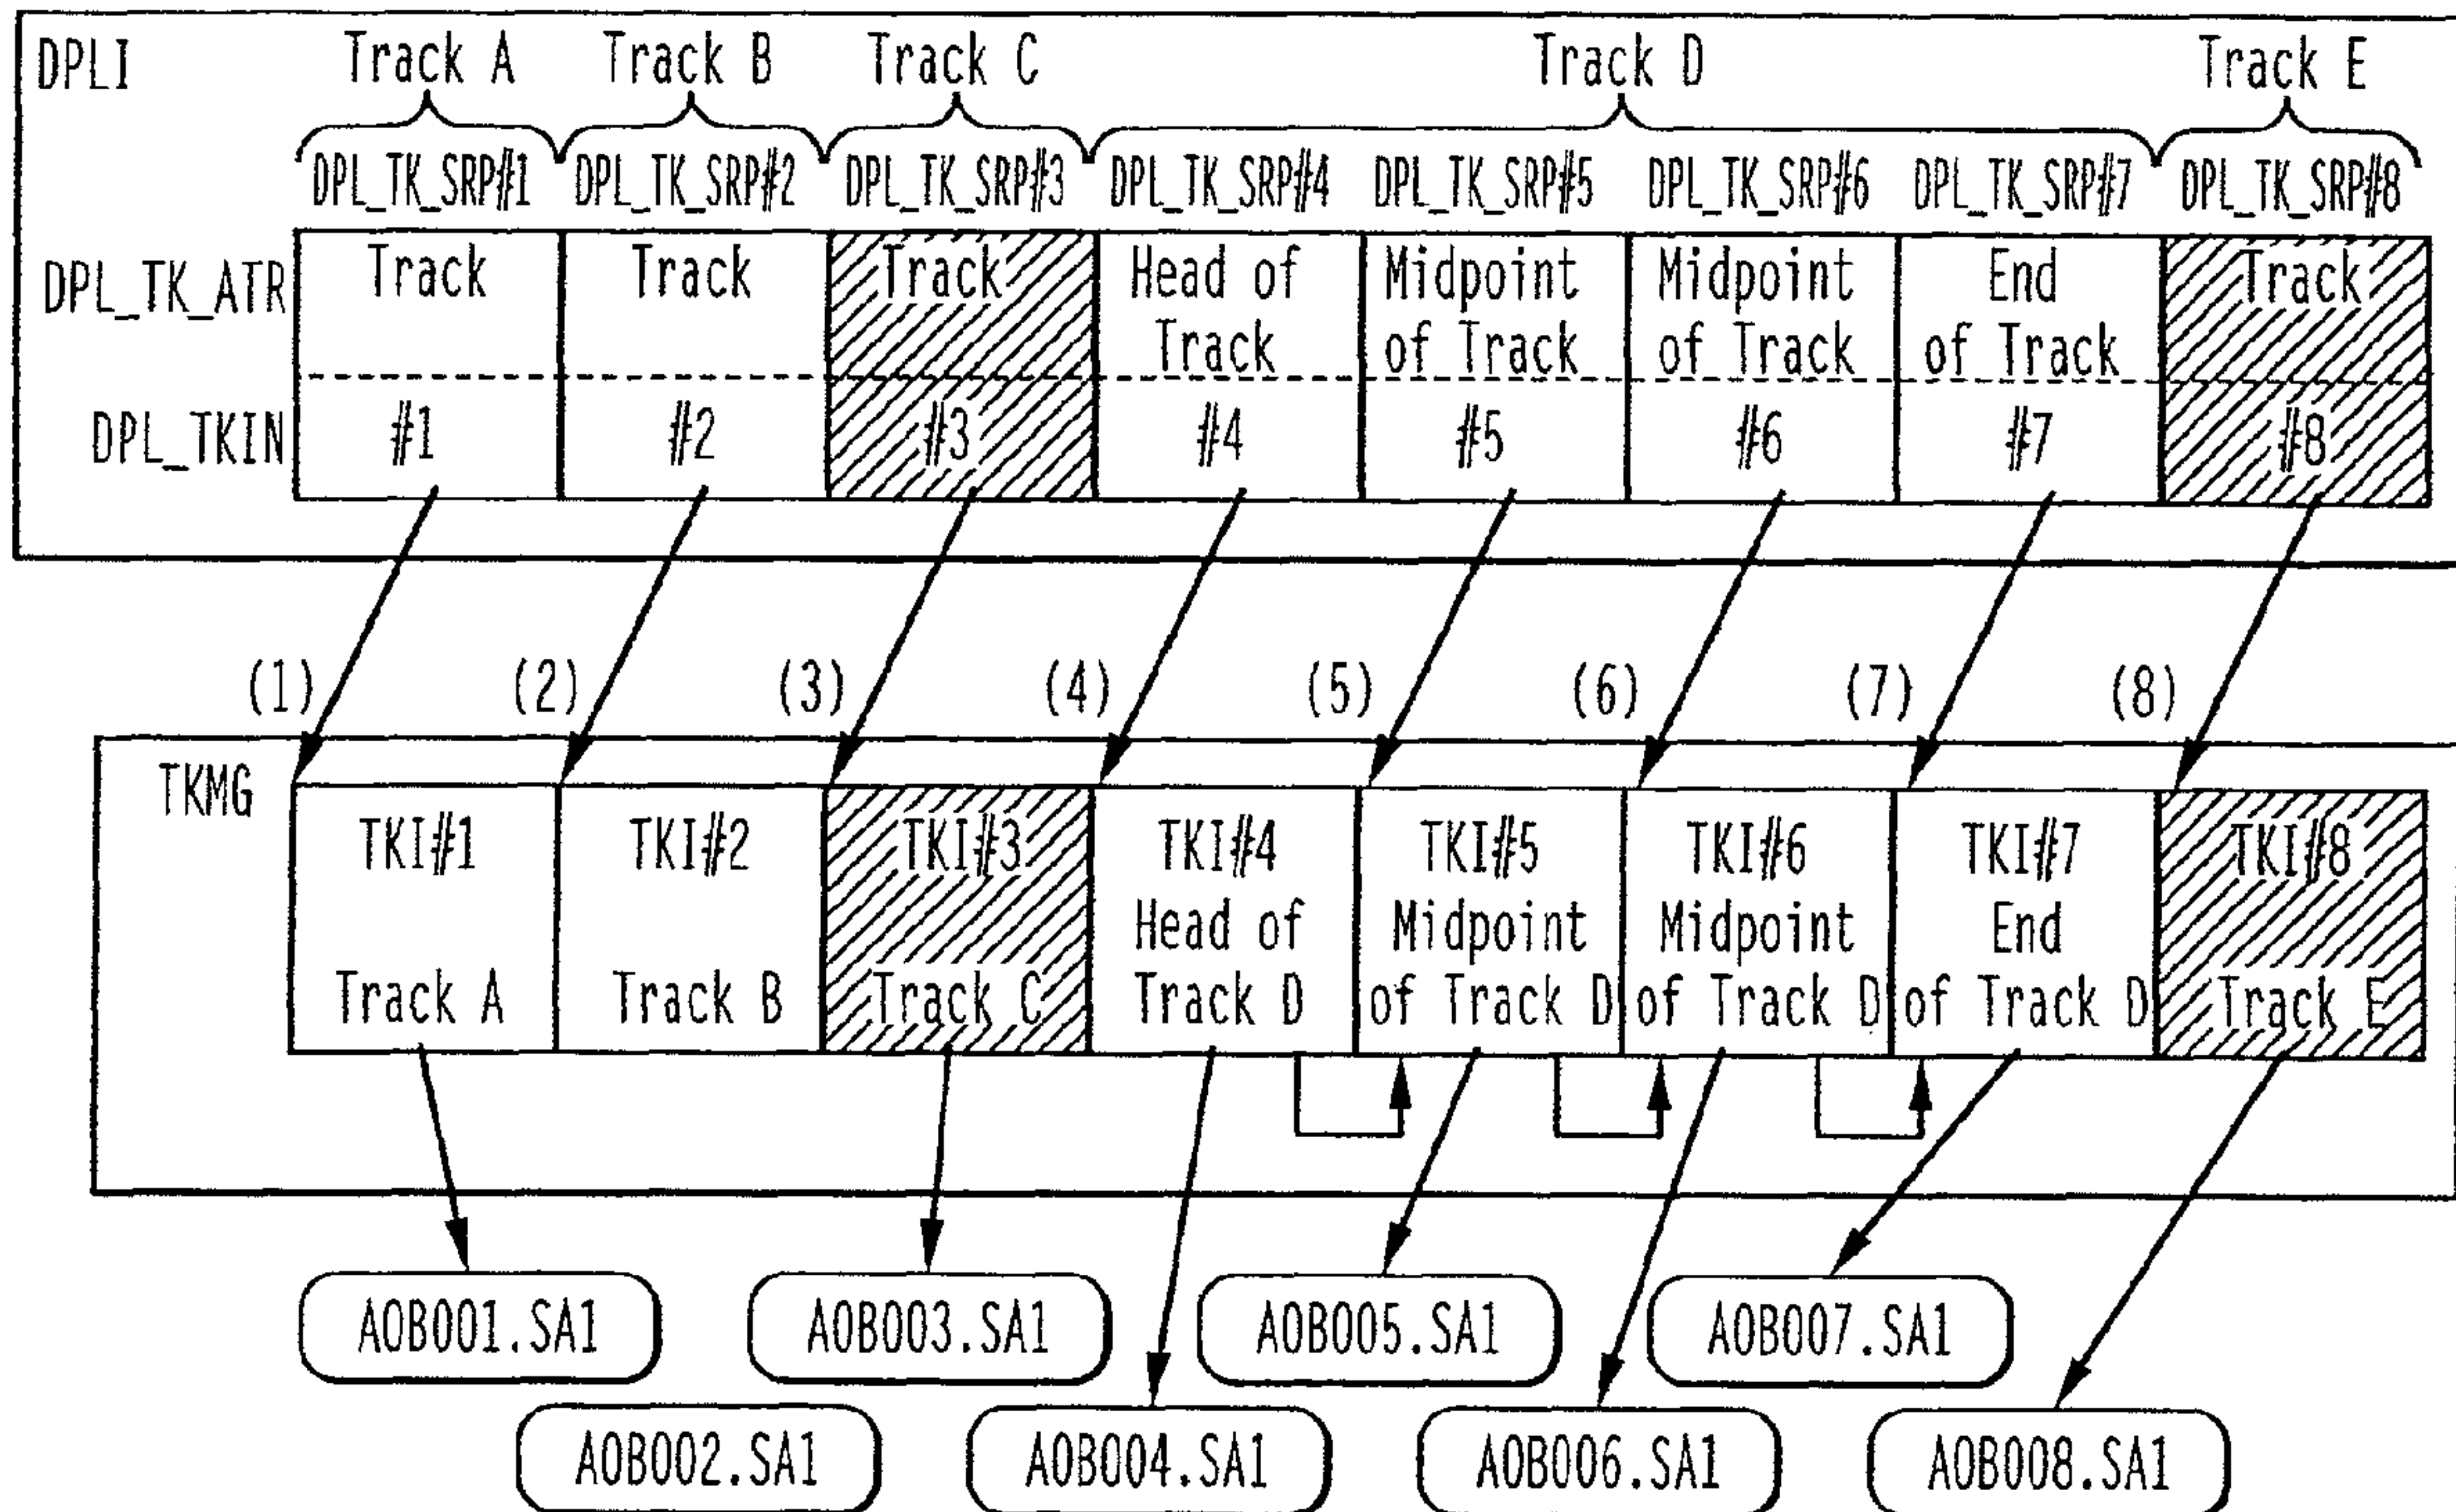 DPLI
Track A Track B Track C Track D Track E
DPL_TK_SRP#1 DPL_TK_SRP#2 DPL_TK_SRP#3 DPL_TK_SRP#4 DPL_TK_SRP#5 DPL_TK_SRP#6 DPL_TK_SRP#7 DPL_TK_SRP#8
DPL_TK_ATR
Track Track Track Head of Midpoint Midpoint End Track
Track of Track of Track of Track
DPL_TKIN #1 #2 #3 #4 #5 #6 #7 #8
(1) (2) (3) (4) (5) (6) (7) (8)
TKMG
TKI#1 TKI#2 TKI#3 TKI#4 TKI#5 TKI#6 TKI#7 TKI#8
Head of Midpoint Midpoint End
Track A Track B Track C Track D of Track D of Track D of Track D Track E
AOB001.SA1 AOB003.SA1 AOB005.SA1 AOB007.SA1
AOB002.SA1 AOB004.SA1 AOB006.SA1 AOB008.SA1